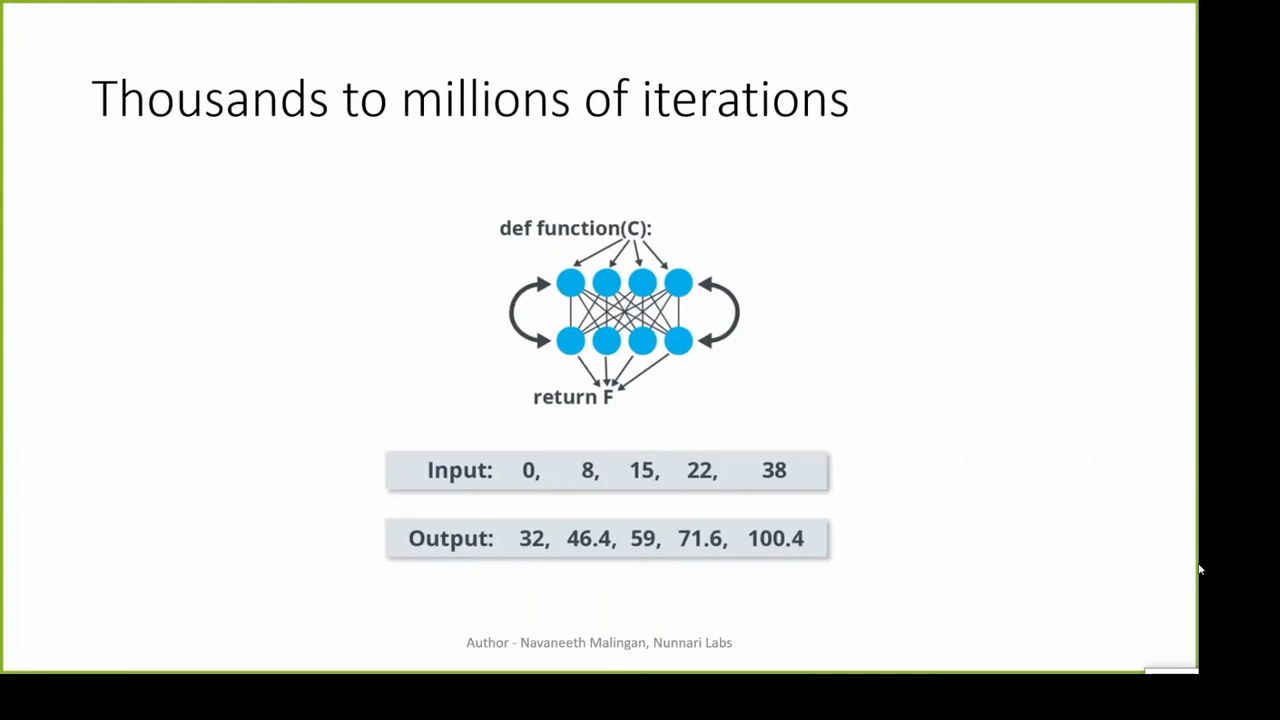 Thousands to millions of iterations
def function(C):
return F
Input: 0, 8, 15, 22, 38
Output: 32, 46.4, 59, 71.6, 100.4
Author - Navaneeth Malingan, Nunnari Labs